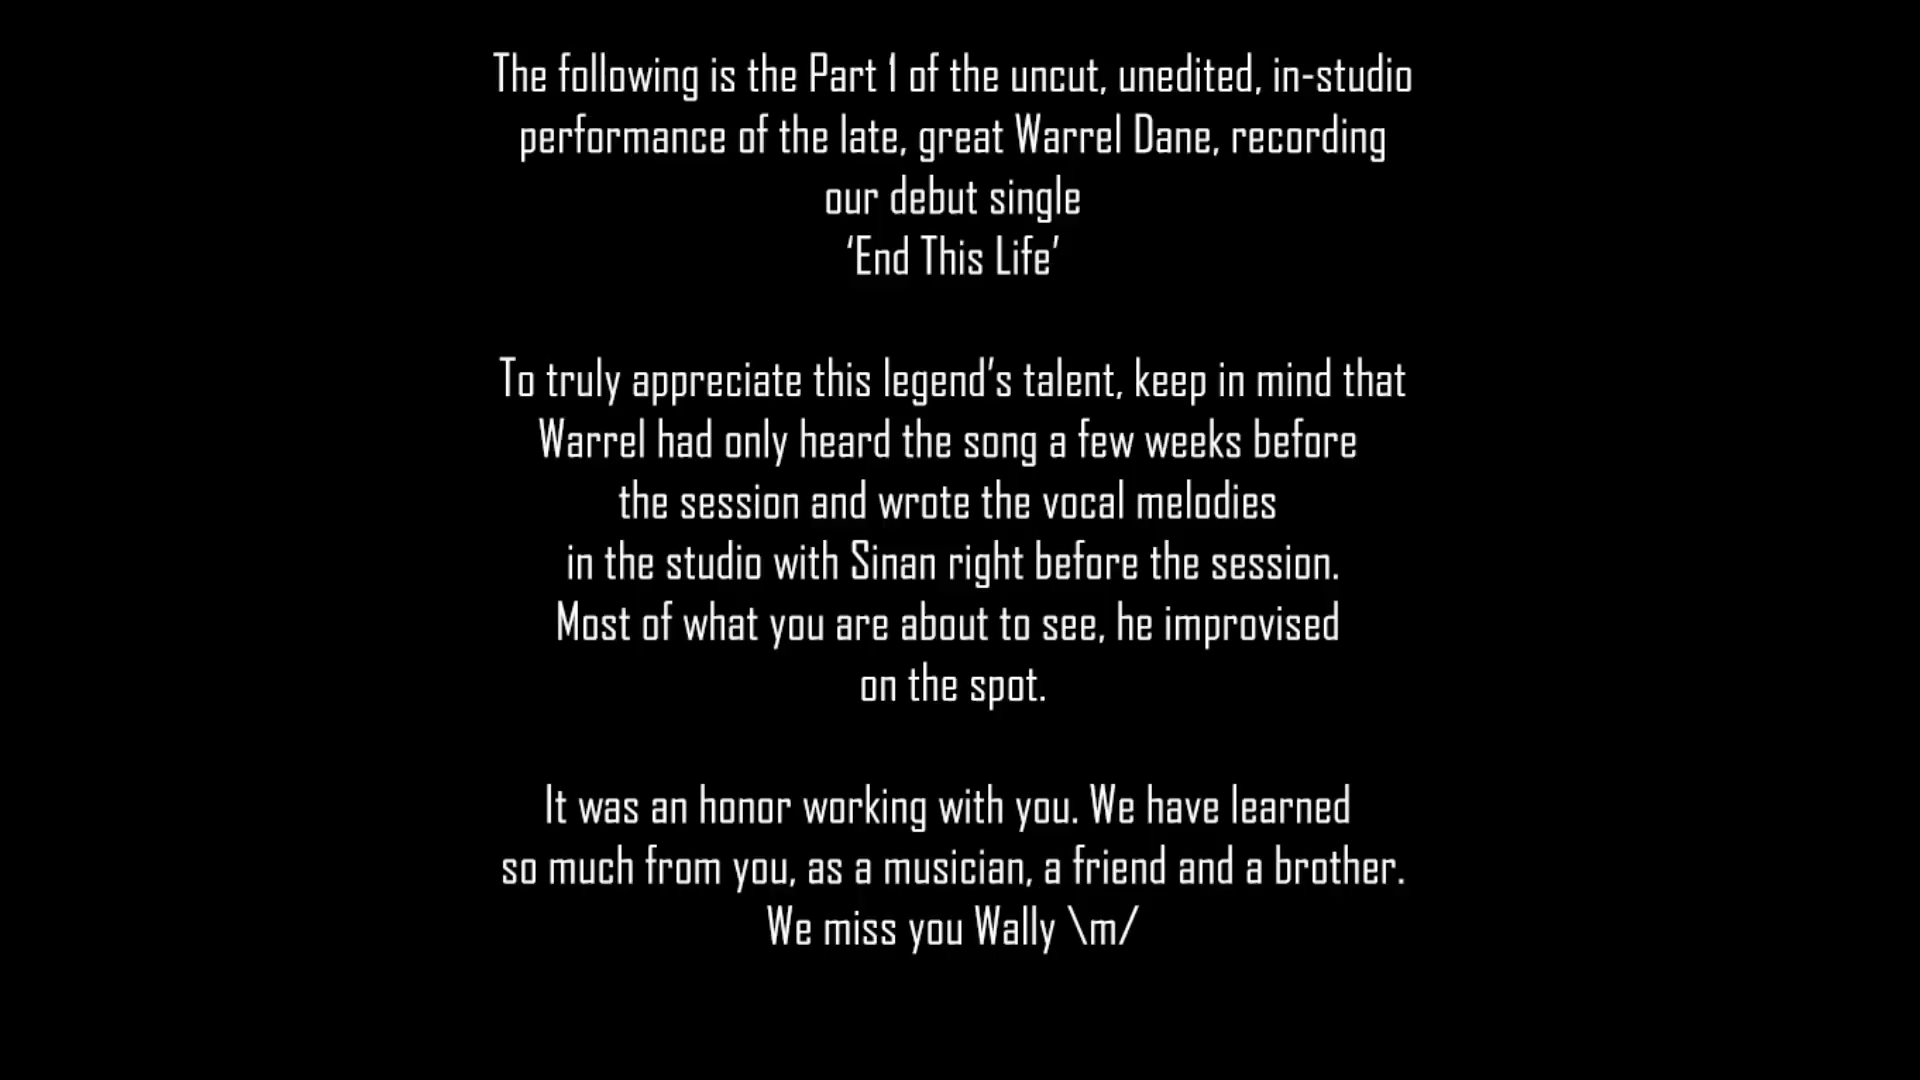 The following is the Part 1 of the uncut, unedited, in-studio
performance of the late, great Warrel Dane, recording
our debut single
‘End This Life’
To truly appreciate this legend’s talent, keep in mind that
Warrel had only heard the song a few weeks before
the session and wrote the vocal melodies
in the studio with Sinan right before the session.
Most of what you are about to see, he improvised
on the spot.
It was an honor working with you. We have learned
so much from you, as a musician, a friend and a brother.
We miss you Wally \m/